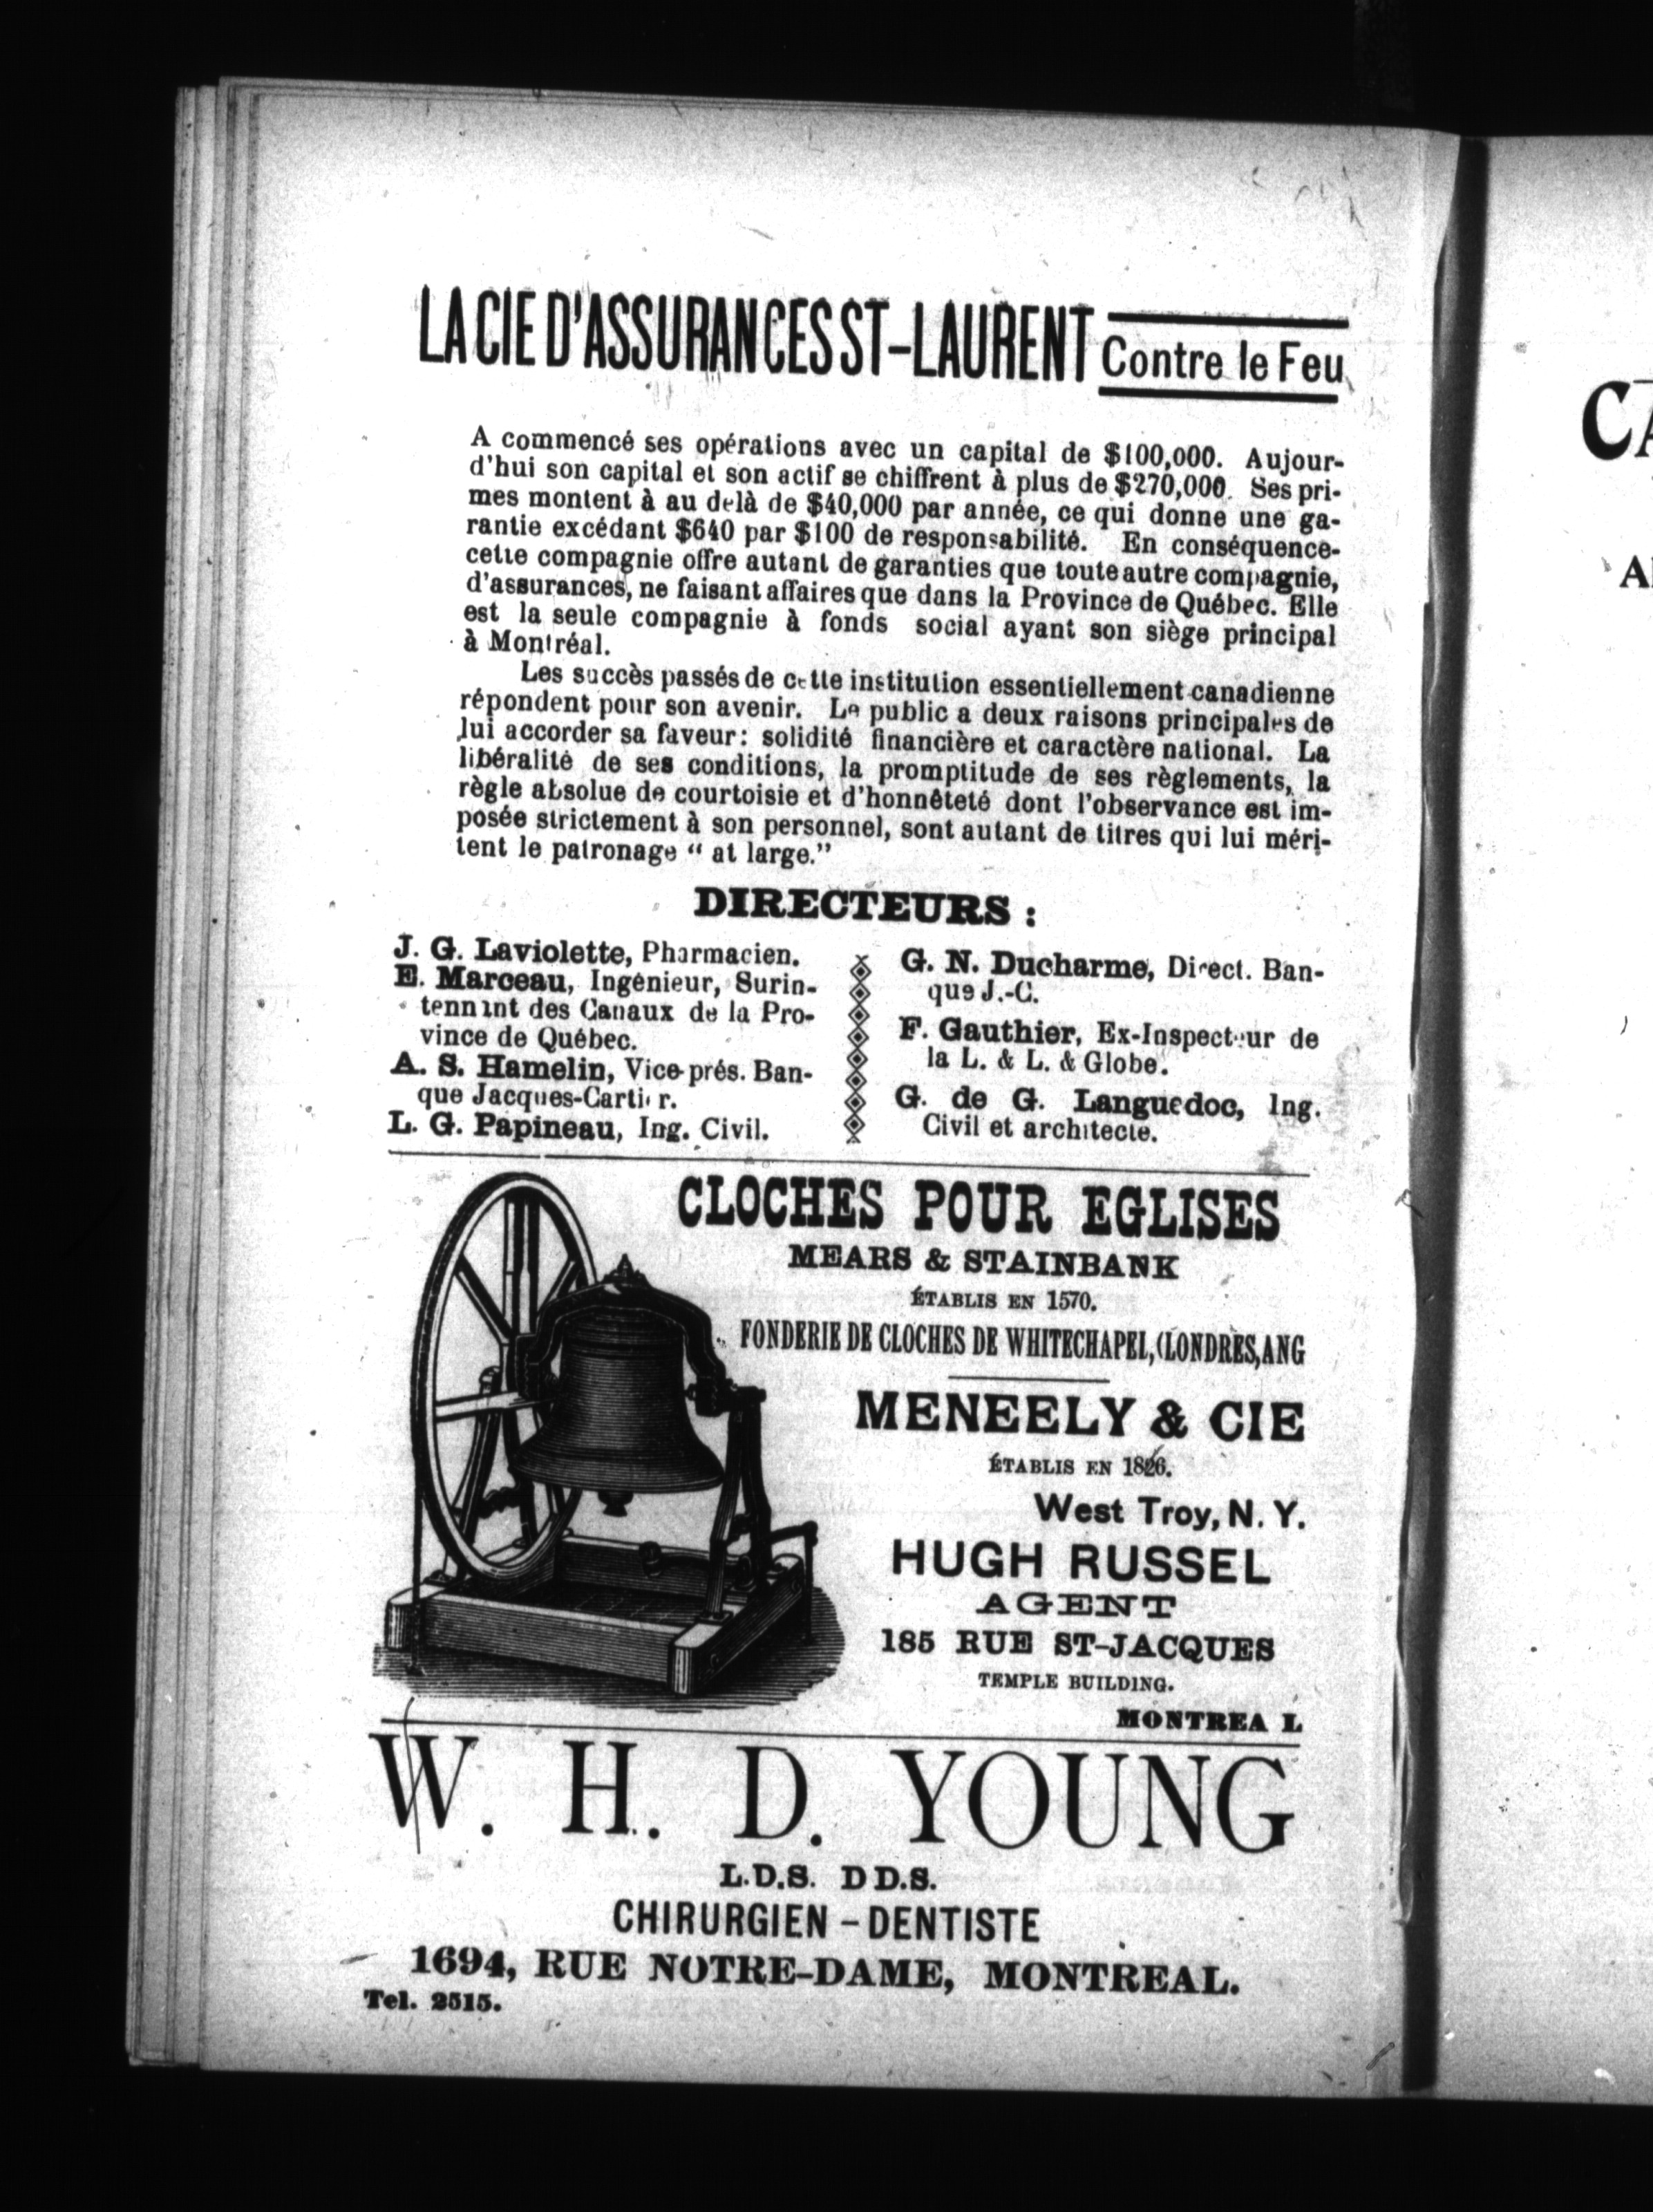 LA CIE D'ASSURANCES ST-LAURENT Contre le Feu
A commencé ses opérations avec un capital de $100,000. Aujour-
d'hui son capital et son actif se chiffrent à plus de $270,000. Ses pri-
mes montent à au delà de $40,000 par année, ce qui donne une ga-
rantie excédant $640 par $100 de responsabilité. En conséquence-
cette compagnie offre autant de garanties que toute autre compagnie,
d'assurances, ne faisant affaires que dans la Province de Québec. Elle
est la seule compagnie à fonds social ayant son siège principal
à Montréal.
Les succès passés de cette institution essentiellement canadienne
répondent pour son avenir. Le public a deux raisons principales de
lui accorder sa faveur: solidité financière et caractère national. La
libéralité de ses conditions, la promptitude de ses règlements, la
règle absolue de courtoisie et d'honnêteté dont l'observance est im-
posée strictement à son personnel, sont autant de titres qui lui méri-
tent le patronage “ at large.”
DIRECTEURS :
J. G. Laviolette, Pharmacien.
E. Marceau, Ingénieur, Surin-
tennant des Canaux de la Pro-
vince de Québec.
A. S. Hamelin, Vice-prés. Ban-
que Jacques-Cartier.
L. G. Papineau, Ing. Civil.
G. N. Ducharme, Direct. Ban-
que J.-C.
F. Gauthier, Ex-Inspecteur de
la L. & L. & Globe.
G. de G. Languedoc, Ing.
Civil et architecte.
CLOCHES POUR EGLISES
MEARS & STAINBANK
ÉTABLIS EN 1570.
FONDERIE DE CLOCHES DE WHITECHAPEL, (LONDRES, ANG
MENEELY & CIE
ÉTABLIS EN 1826.
West Troy, N. Y.
HUGH RUSSEL
AGENT
185 RUE ST-JACQUES
TEMPLE BUILDING.
MONTREA L
W. H. D. YOUNG
L.D.S. D D.S.
CHIRURGIEN - DENTISTE
1694, RUE NOTRE-DAME, MONTREAL.
Tel. 2515.
CA